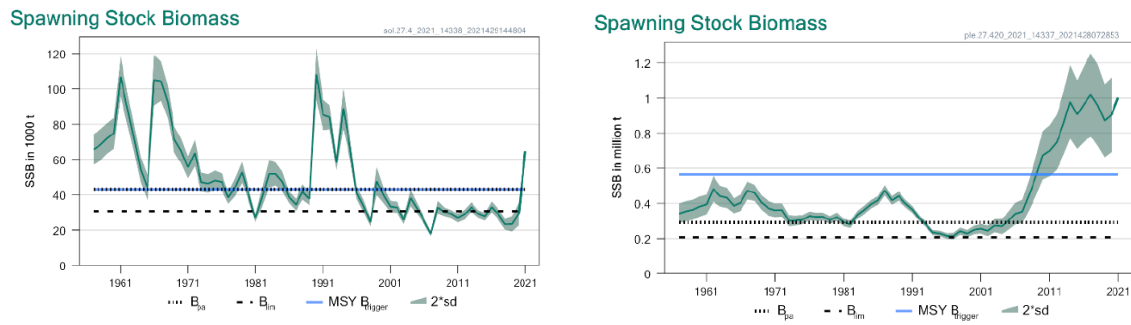 Spawning Stock Biomass
sol.27.4_2021_14338_2021429144804
SSB in 1000 t
120
100
80
60
40
20
0
1961
1971
1981
1991
2001
2011
2021
Bpa
Blim
MSY Btrigger
2*sd
Spawning Stock Biomass
ple.27.420_2021_14337_2021428072853
SSB in million t
1.2
1
0.8
0.6
0.4
0.2
0
1961
1971
1981
1991
2001
2011
2021
Bpa
Blim
MSY Btrigger
2*sd